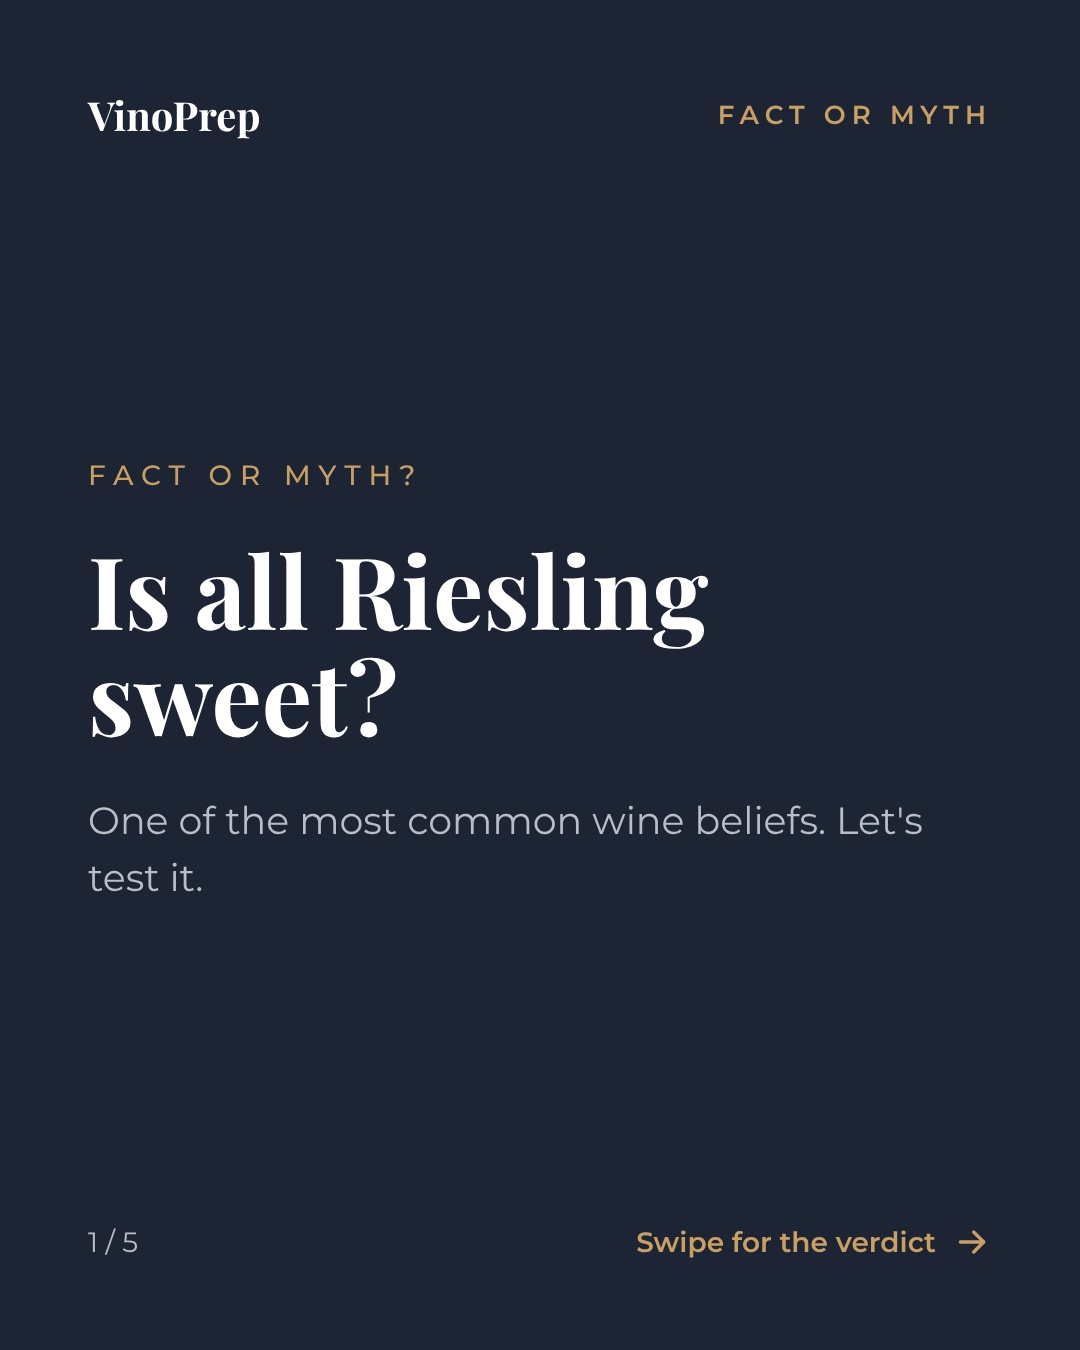 VinoPrep
FACT OR MYTH
FACT OR MYTH?
Is all Riesling
sweet?
One of the most common wine beliefs. Let's
test it.
1 / 5
Swipe for the verdict →